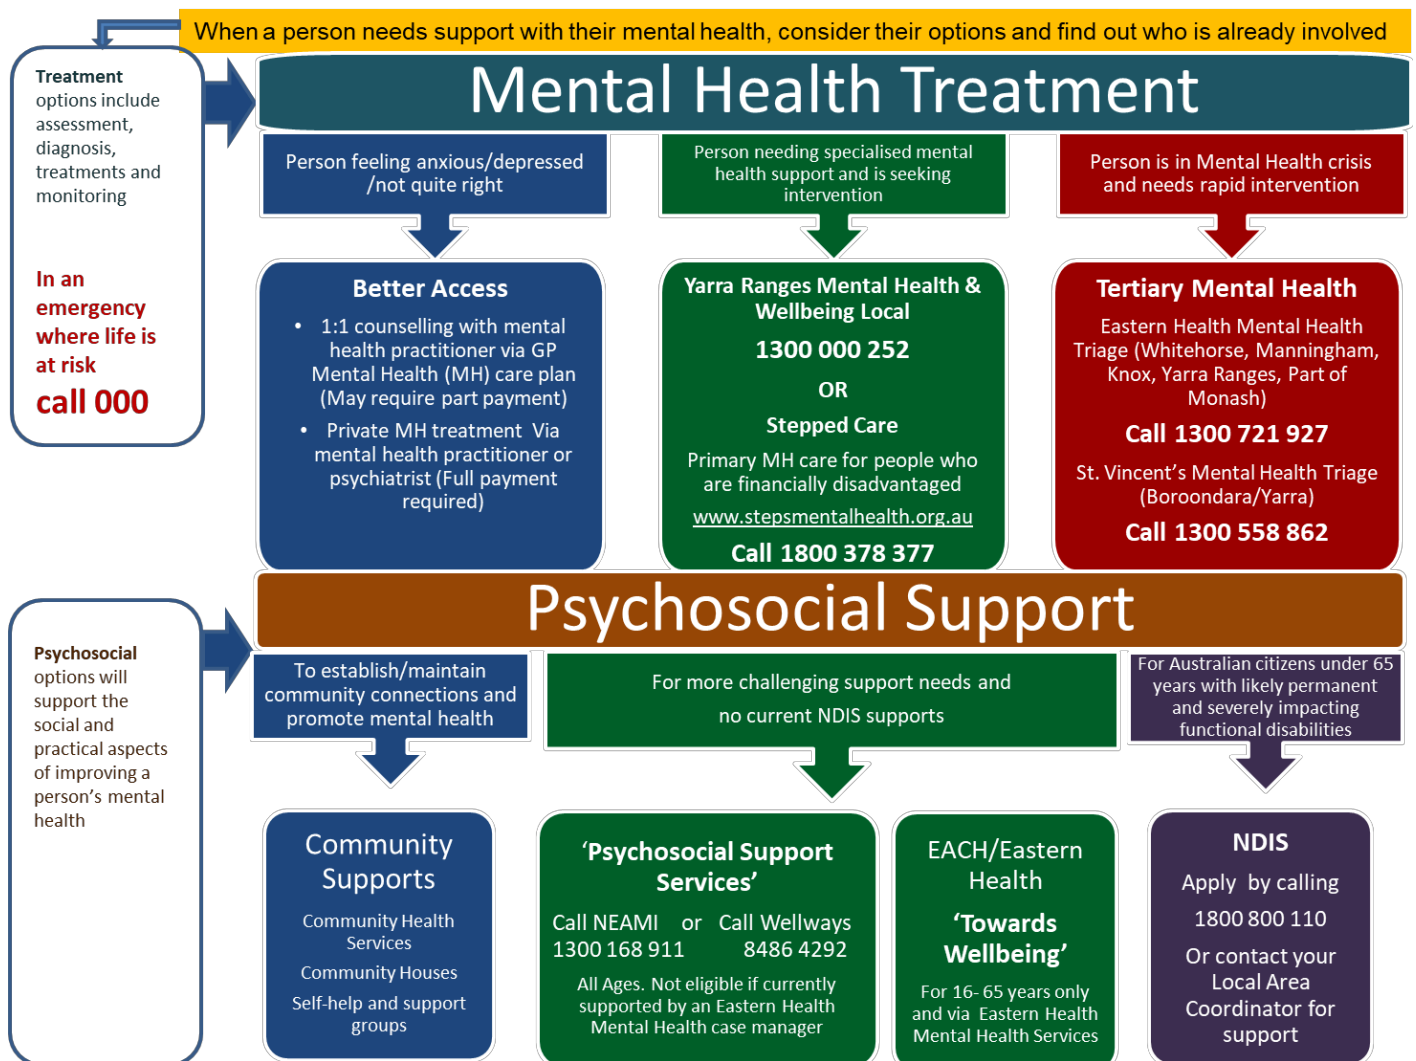 When a person needs support with their mental health, consider their options and find out who is already involved
Treatment
options include
assessment,
diagnosis,
treatments and
monitoring
In an
emergency
where life is
at risk
call 000
Mental Health Treatment
Person feeling anxious/depressed
/not quite right
Better Access
• 1:1 counselling with mental
health practitioner via GP
Mental Health (MH) care plan
(May require part payment)
• Private MH treatment Via
mental health practitioner or
psychiatrist (Full payment
required)
Person needing specialised mental
health support and is seeking
intervention
Yarra Ranges Mental Health &
Wellbeing Local
1300 000 252
OR
Stepped Care
Primary MH care for people who
are financially disadvantaged
www.stepsmentalhealth.org.au
Call 1800 378 377
Person is in Mental Health crisis
and needs rapid intervention
Tertiary Mental Health
Eastern Health Mental Health
Triage (Whitehorse, Manningham,
Knox, Yarra Ranges, Part of
Monash)
Call 1300 721 927
St. Vincent's Mental Health Triage
(Boroondara/Yarra)
Call 1300 558 862
Psychosocial
options will
support the
social and
practical aspects
of improving a
person's mental
health
Psychosocial Support
To establish/maintain
community connections and
promote mental health
Community
Supports
Community Health
Services
Community Houses
Self-help and support
groups
For more challenging support needs and
no current NDIS supports
'Psychosocial Support
Services'
Call NEAMI or Call Wellways
1300 168 911 8486 4292
All Ages. Not eligible if currently
supported by an Eastern Health
Mental Health case manager
EACH/Eastern
Health
'Towards
Wellbeing'
For 16- 65 years only
and via Eastern Health
Mental Health Services
For Australian citizens under 65
years with likely permanent
and severely impacting
functional disabilities
NDIS
Apply by calling
1800 800 110
Or contact your
Local Area
Coordinator for
support